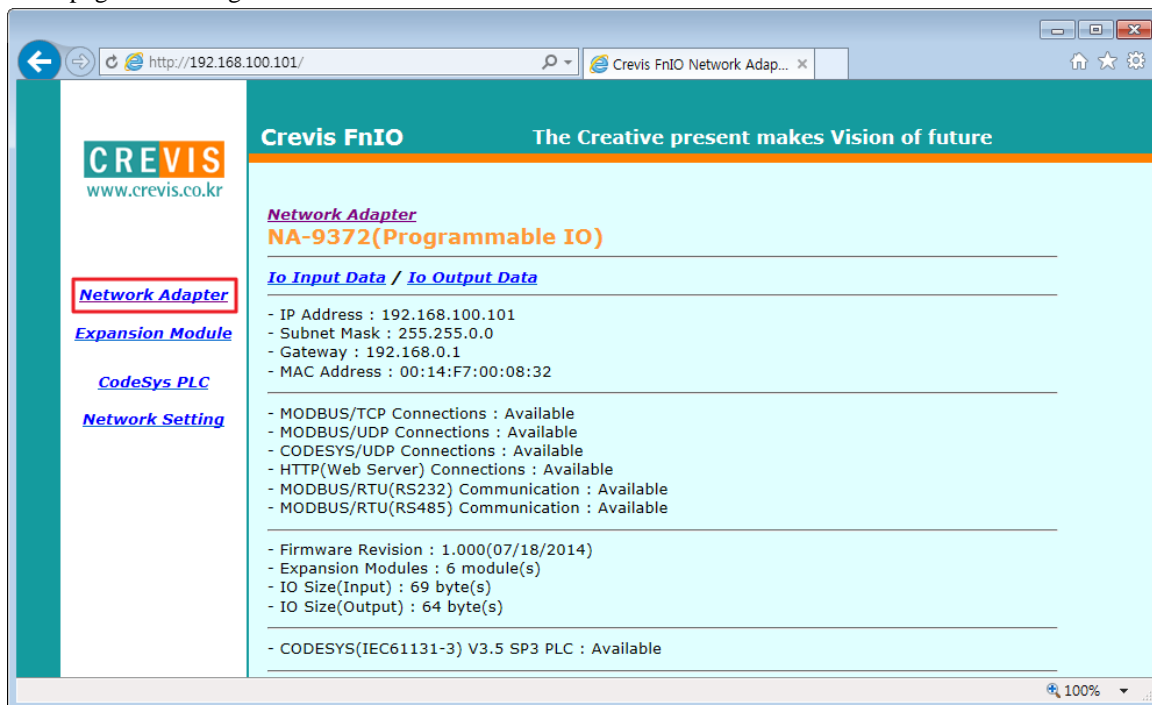 http://192.168.100.101/
Crevis FnIO Network Adap...
CREVIS
www.crevis.co.kr
Network Adapter
Expansion Module
CodeSys PLC
Network Setting
Crevis FnIO The Creative present makes Vision of future
Network Adapter
NA-9372(Programmable IO)
Io Input Data / Io Output Data
- IP Address : 192.168.100.101
- Subnet Mask : 255.255.0.0
- Gateway : 192.168.0.1
- MAC Address : 00:14:F7:00:08:32
- MODBUS/TCP Connections : Available
- MODBUS/UDP Connections : Available
- CODESYS/UDP Connections : Available
- HTTP(Web Server) Connections : Available
- MODBUS/RTU(RS232) Communication : Available
- MODBUS/RTU(RS485) Communication : Available
- Firmware Revision : 1.000(07/18/2014)
- Expansion Modules : 6 module(s)
- IO Size(Input) : 69 byte(s)
- IO Size(Output) : 64 byte(s)
- CODESYS(IEC61131-3) V3.5 SP3 PLC : Available
100%